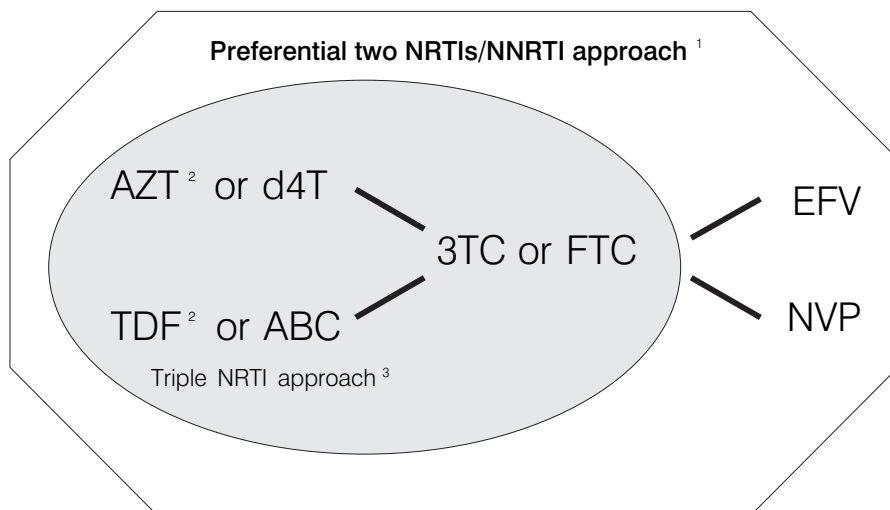 Preferential two NRTIs/NNRTI approach 1
AZT 2 or d4T
EFV
3TC or FTC
TDF 2 or ABC
NVP
Triple NRTI approach 3